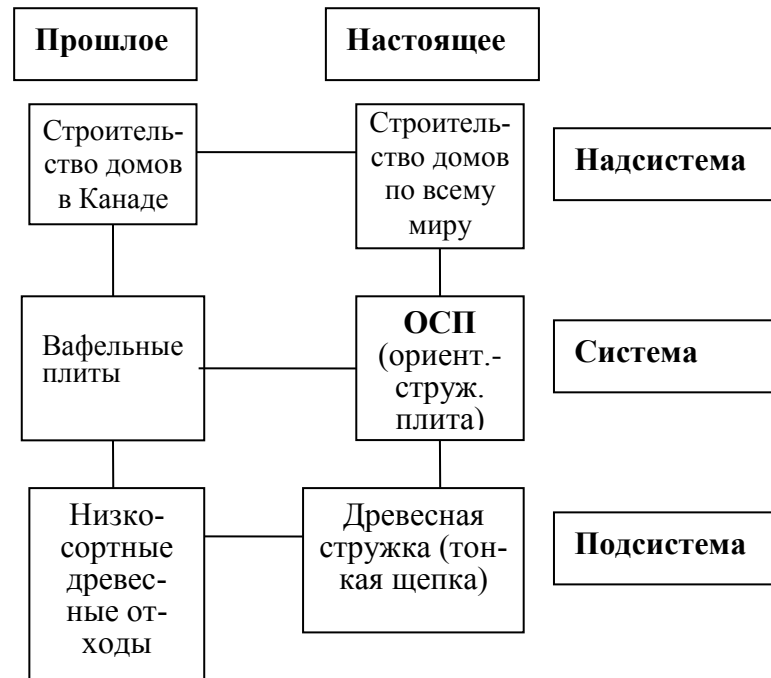 Прошлое
Настоящее
Строитель-
ство домов
в Канаде
Строитель-
ство домов
по всему
миру
Надсистема
Вафельные
плиты
ОСП
(ориент.-
струж.
плита)
Система
Низко-
сортные
древес-
ные от-
ходы
Древесная
стружка (тон-
кая щепка)
Подсистема